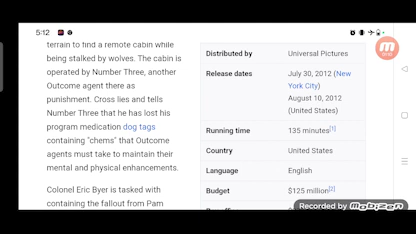 5:12
terrain to find a remote cabin while
being stalked by wolves. The cabin is
operated by Number Three, another
Outcome agent there as
punishment. Cross lies and tells
Number Three that he has lost his
program medication dog tags
containing "chems" that Outcome
agents must take to maintain their
mental and physical enhancements.
Colonel Eric Byer is tasked with
containing the fallout from Pam
Distributed by Universal Pictures
Release dates July 30, 2012 (New
York City)
August 10, 2012
(United States)
Running time 135 minutes[1]
Country United States
Language English
Budget $125 million[2]
Recorded by Mobizen